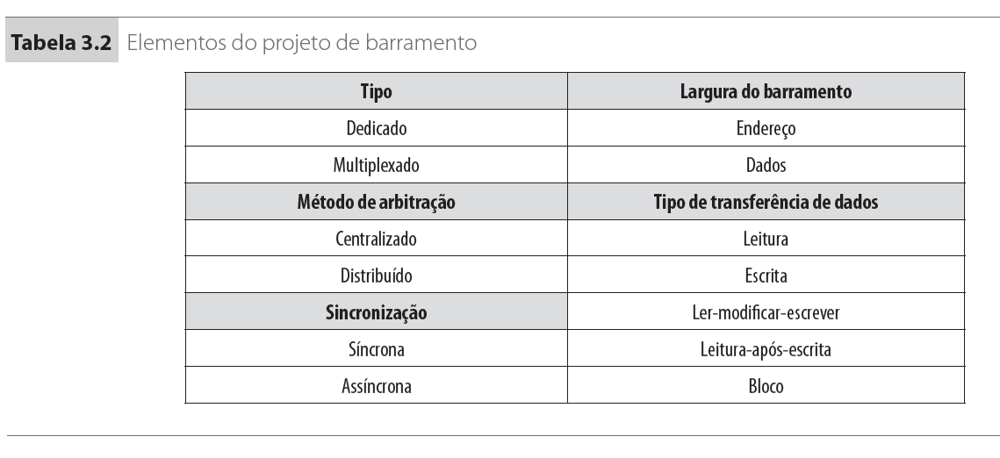 Tabela 3.2 Elementos do projeto de barramento
Tipo Largura do barramento
Dedicado Endereço
Multiplexado Dados
Método de arbitração Tipo de transferência de dados
Centralizado Leitura
Distribuído Escrita
Sincronização Ler-modificar-escrever
Síncrona Leitura-após-escrita
Assíncrona Bloco